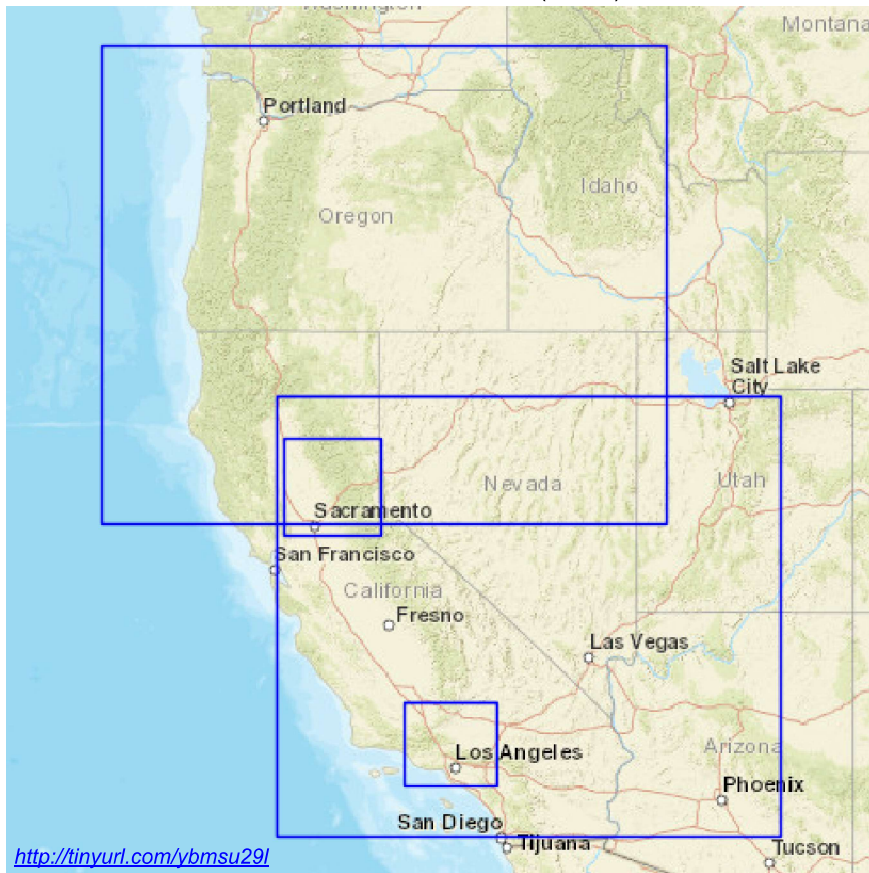 Washington
Montana
Portland
Idaho
Oregon
Salt Lake
City
Nevada
Utah
Sacramento
San Francisco
California
Fresno
Las Vegas
Los Angeles
Arizona
Phoenix
San Diego
Tijuana
Tucson
http://tinyurl.com/ybmsu29l